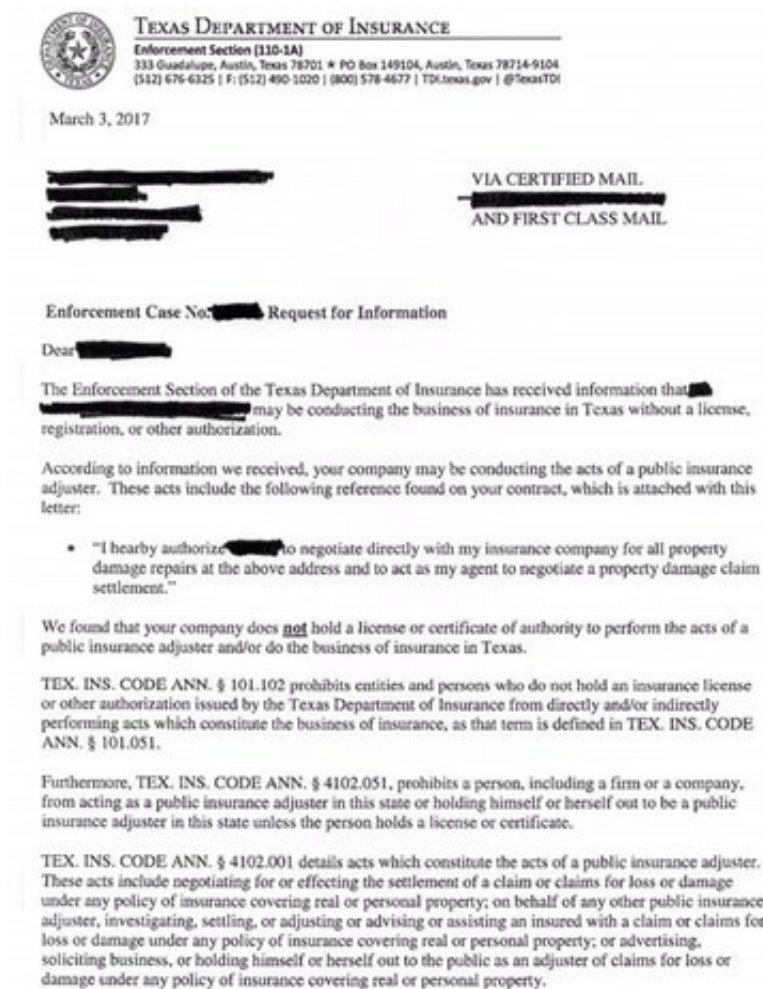 TEXAS DEPARTMENT OF INSURANCE
Enforcement Section (110-1A)
333 Guadalupe, Austin, Texas 78701 ★ PO Box 149104, Austin, Texas 78714-9104
(512) 676-6325 | F: (512) 490-1020 | (800) 578-4677 | TDI.texas.gov | @TexasTDI
March 3, 2017
VIA CERTIFIED MAIL
AND FIRST CLASS MAIL
Enforcement Case No: Request for Information
Dear
The Enforcement Section of the Texas Department of Insurance has received information that
may be conducting the business of insurance in Texas without a license,
registration, or other authorization.
According to information we received, your company may be conducting the acts of a public insurance
adjuster. These acts include the following reference found on your contract, which is attached with this
letter:
• "I hearby authorize to negotiate directly with my insurance company for all property
damage repairs at the above address and to act as my agent to negotiate a property damage claim
settlement."
We found that your company does not hold a license or certificate of authority to perform the acts of a
public insurance adjuster and/or do the business of insurance in Texas.
TEX. INS. CODE ANN. § 101.102 prohibits entities and persons who do not hold an insurance license
or other authorization issued by the Texas Department of Insurance from directly and/or indirectly
performing acts which constitute the business of insurance, as that term is defined in TEX. INS. CODE
ANN. § 101.051.
Furthermore, TEX. INS. CODE ANN. § 4102.051, prohibits a person, including a firm or a company,
from acting as a public insurance adjuster in this state or holding himself or herself out to be a public
insurance adjuster in this state unless the person holds a license or certificate.
TEX. INS. CODE ANN. § 4102.001 details acts which constitute the acts of a public insurance adjuster.
These acts include negotiating for or effecting the settlement of a claim or claims for loss or damage
under any policy of insurance covering real or personal property; on behalf of any other public insurance
adjuster, investigating, settling, or adjusting or advising or assisting an insured with a claim or claims for
loss or damage under any policy of insurance covering real or personal property; or advertising,
soliciting business, or holding himself or herself out to the public as an adjuster of claims for loss or
damage under any policy of insurance covering real or personal property.